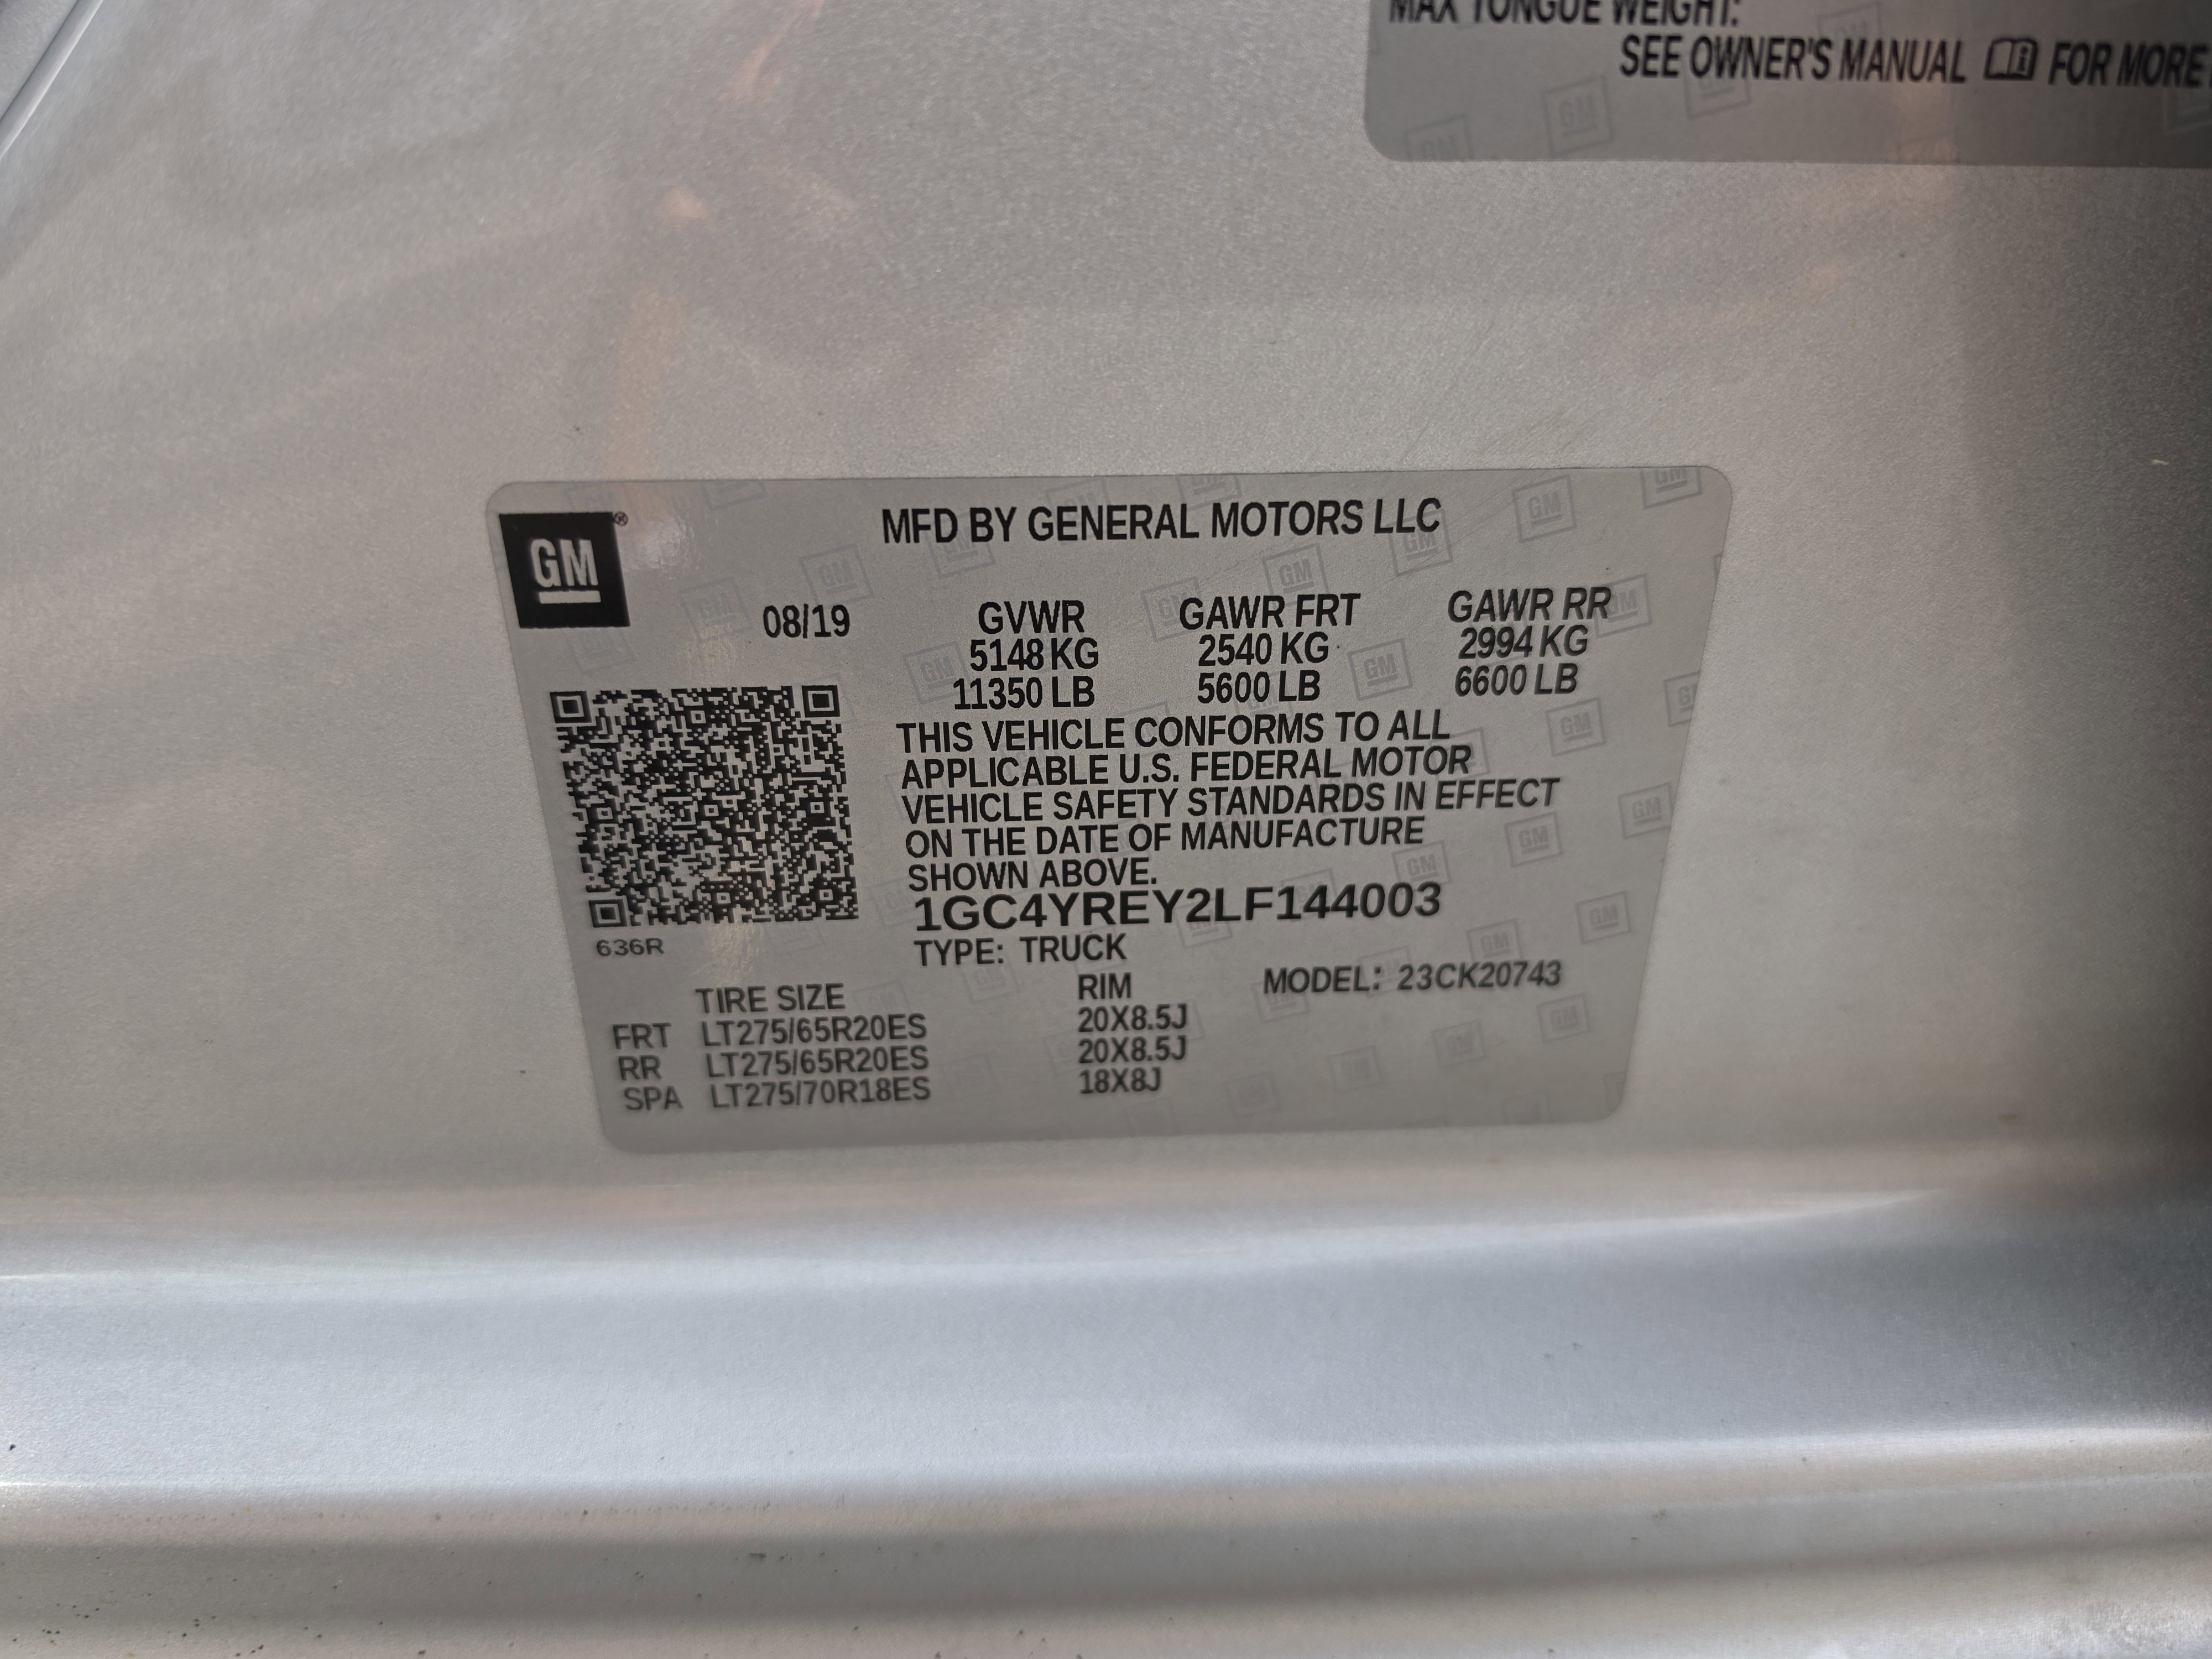 MAX TONGUE WEIGHT:
SEE OWNER'S MANUAL FOR MORE
GM®
MFD BY GENERAL MOTORS LLC
08/19 GVWR GAWR FRT GAWR RR
5148 KG 2540 KG 2994 KG
11350 LB 5600 LB 6600 LB
THIS VEHICLE CONFORMS TO ALL
APPLICABLE U.S. FEDERAL MOTOR
VEHICLE SAFETY STANDARDS IN EFFECT
ON THE DATE OF MANUFACTURE
SHOWN ABOVE.
1GC4YREY2LF144003
636R
TYPE: TRUCK
TIRE SIZE RIM MODEL: 23CK20743
FRT LT275/65R20ES 20X8.5J
RR LT275/65R20ES 20X8.5J
SPA LT275/70R18ES 18X8J